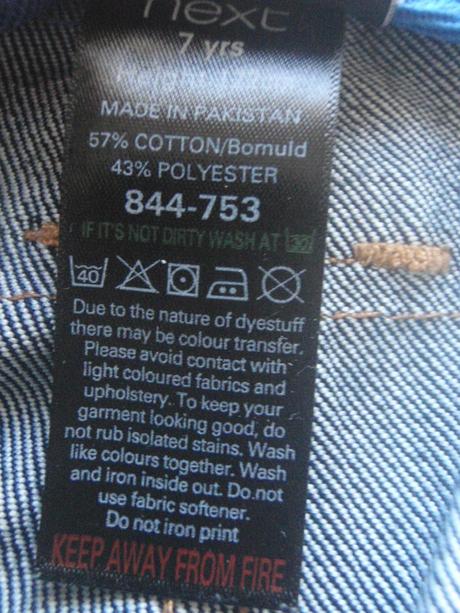 next
7 yrs
Height
MADE IN PAKISTAN
57% COTTON/Bomuld
43% POLYESTER
844-753
IF IT'S NOT DIRTY WASH AT 30
40
Due to the nature of dyestuff
there may be colour transfer.
Please avoid contact with
light coloured fabrics and
upholstery. To keep your
garment looking good, do
not rub isolated stains. Wash
like colours together. Wash
and iron inside out. Do not
use fabric softener.
Do not iron print
KEEP AWAY FROM FIRE